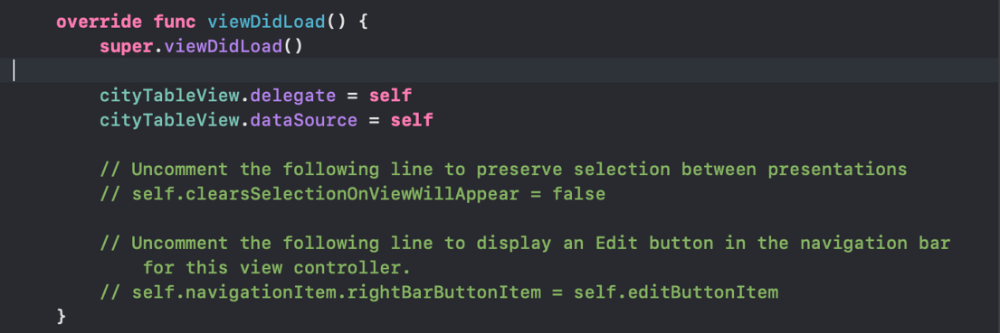 override func viewDidLoad() {
super.viewDidLoad()
cityTableView.delegate = self
cityTableView.dataSource = self
// Uncomment the following line to preserve selection between presentations
// self.clearsSelectionOnViewWillAppear = false
// Uncomment the following line to display an Edit button in the navigation bar
for this view controller.
// self.navigationItem.rightBarButtonItem = self.editButtonItem
}